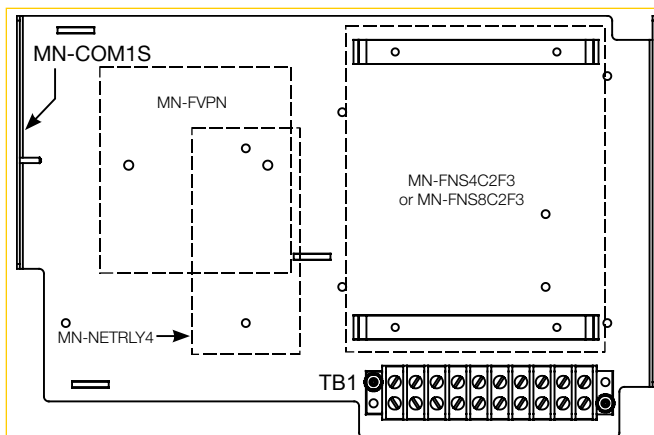 MN-COM1S
MN-FVPN
MN-FNS4C2F3
or MN-FNS8C2F3
MN-NETRLY4
TB1